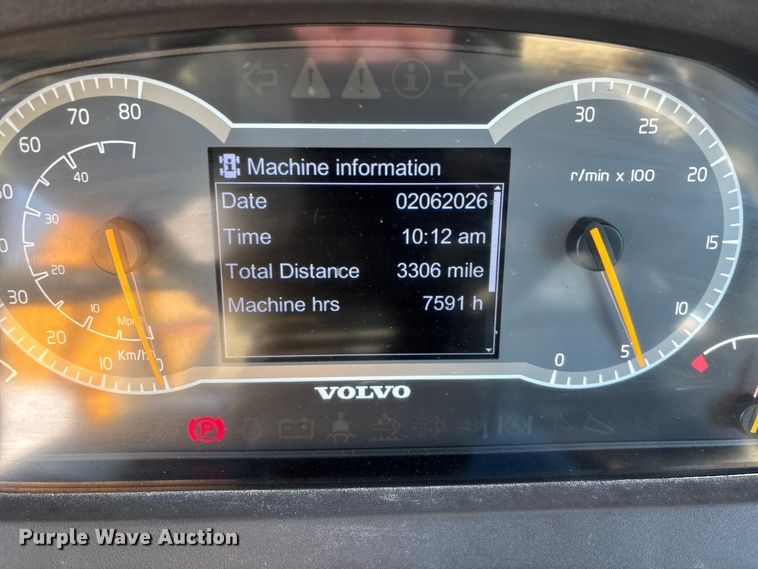 Machine information
Date 02062026
Time 10:12 am
Total Distance 3306 mile
Machine hrs 7591 h
80
70
60
40
30
20
10
30
20
10
0
Km/h
30
25
20
15
10
5
0
r/min x 100
VOLVO
P
Purple Wave Auction